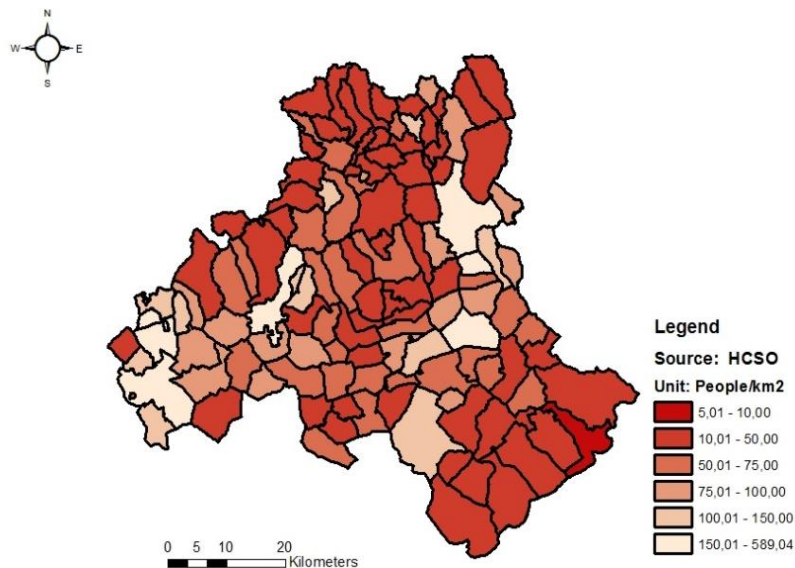 N
W E
S
Legend
Source: HCSO
Unit: People/km2
5,01 - 10,00
10,01 - 50,00
50,01 - 75,00
75,01 - 100,00
100,01 - 150,00
150,01 - 589,04
0 5 10 20
Kilometers